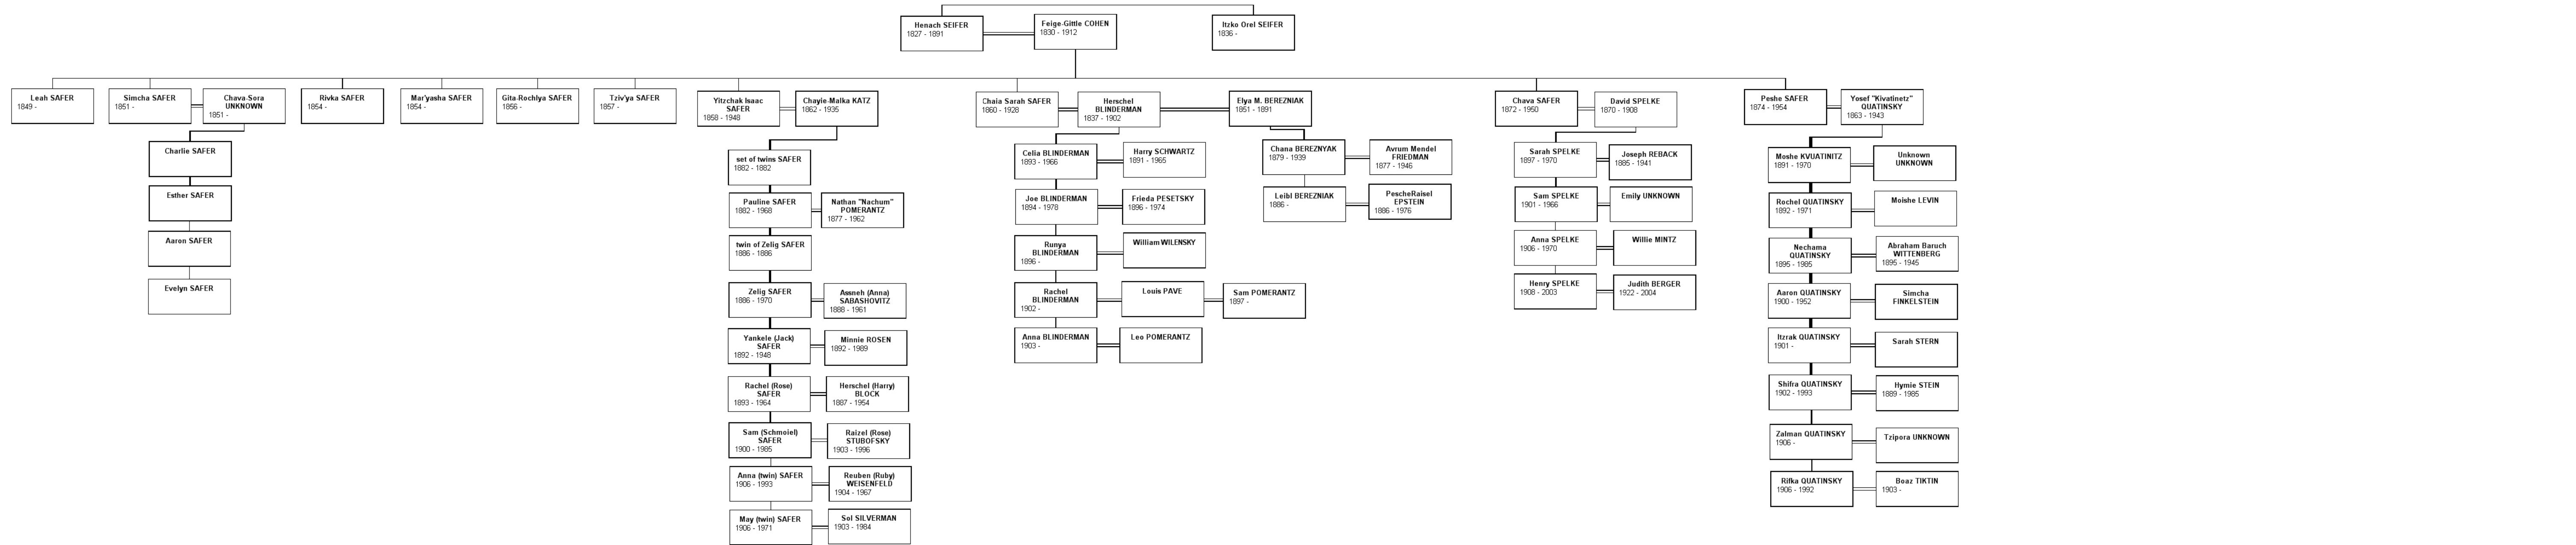 Henach SEIFER
1827 - 1891
Feige-Gittle COHEN
1830 - 1912
Itzko Orel SEIFER
1836 -
Leah SAFER
1849 -
Simcha SAFER
1851 -
Chava-Sora
UNKNOWN
1851 -
Rivka SAFER
1854 -
Mar'yasha SAFER
1854 -
Gita-Rochlya SAFER
1856 -
Tziv'ya SAFER
1857 -
Yitzchak Isaac
SAFER
1858 - 1948
Chayie-Malka KATZ
1862 - 1935
Chaia Sarah SAFER
1860 - 1928
Herschel
BLINDERMAN
1837 - 1902
Elya M. BEREZNIAK
1851 - 1891
Chava SAFER
1872 - 1950
David SPELKE
1870 - 1908
Peshe SAFER
1874 - 1954
Yosef "Kivatinetz"
QUATINSKY
1863 - 1943
Charlie SAFER
Esther SAFER
Aaron SAFER
Evelyn SAFER
set of twins SAFER
1882 - 1882
Pauline SAFER
1882 - 1968
Nathan "Nachum"
POMERANTZ
1877 - 1962
twin of Zelig SAFER
1886 - 1886
Zelig SAFER
1886 - 1970
Assneh (Anna)
SABASHOVITZ
1888 - 1961
Yankele (Jack)
SAFER
1892 - 1948
Minnie ROSEN
1892 - 1989
Rachel (Rose)
SAFER
1893 - 1964
Herschel (Harry)
BLOCK
1887 - 1954
Sam (Schmoiel)
SAFER
1900 - 1985
Raizel (Rose)
STUBOFSKY
1903 - 1996
Anna (twin) SAFER
1906 - 1993
Reuben (Ruby)
WEISENFELD
1904 - 1967
May (twin) SAFER
1906 - 1971
Sol SILVERMAN
1903 - 1984
Celia BLINDERMAN
1893 - 1966
Harry SCHWARTZ
1891 - 1965
Joe BLINDERMAN
1894 - 1978
Frieda PESETSKY
1896 - 1974
Runya
BLINDERMAN
1896 -
William WILENSKY
Rachel
BLINDERMAN
1902 -
Louis PAVE
Sam POMERANTZ
1897 -
Anna BLINDERMAN
1903 -
Leo POMERANTZ
Chana BEREZNYAK
1879 - 1939
Avrum Mendel
FRIEDMAN
1877 - 1946
Leibl BEREZNIAK
1886 -
PescheRaisel
EPSTEIN
1886 - 1976
Sarah SPELKE
1897 - 1970
Joseph REBACK
1885 - 1941
Sam SPELKE
1901 - 1966
Emily UNKNOWN
Anna SPELKE
1906 - 1970
Willie MINTZ
Henry SPELKE
1908 - 2003
Judith BERGER
1922 - 2004
Moshe KVUATINITZ
1891 - 1970
Unknown
UNKNOWN
Rochel QUATINSKY
1892 - 1971
Moishe LEVIN
Nechama
QUATINSKY
1895 - 1985
Abraham Baruch
WITTENBERG
1895 - 1945
Aaron QUATINSKY
1900 - 1952
Simcha
FINKELSTEIN
Itzrak QUATINSKY
1901 -
Sarah STERN
Shifra QUATINSKY
1902 - 1993
Hymie STEIN
1889 - 1985
Zalman QUATINSKY
1906 -
Tzipora UNKNOWN
Rifka QUATINSKY
1906 - 1992
Boaz TIKTIN
1903 -